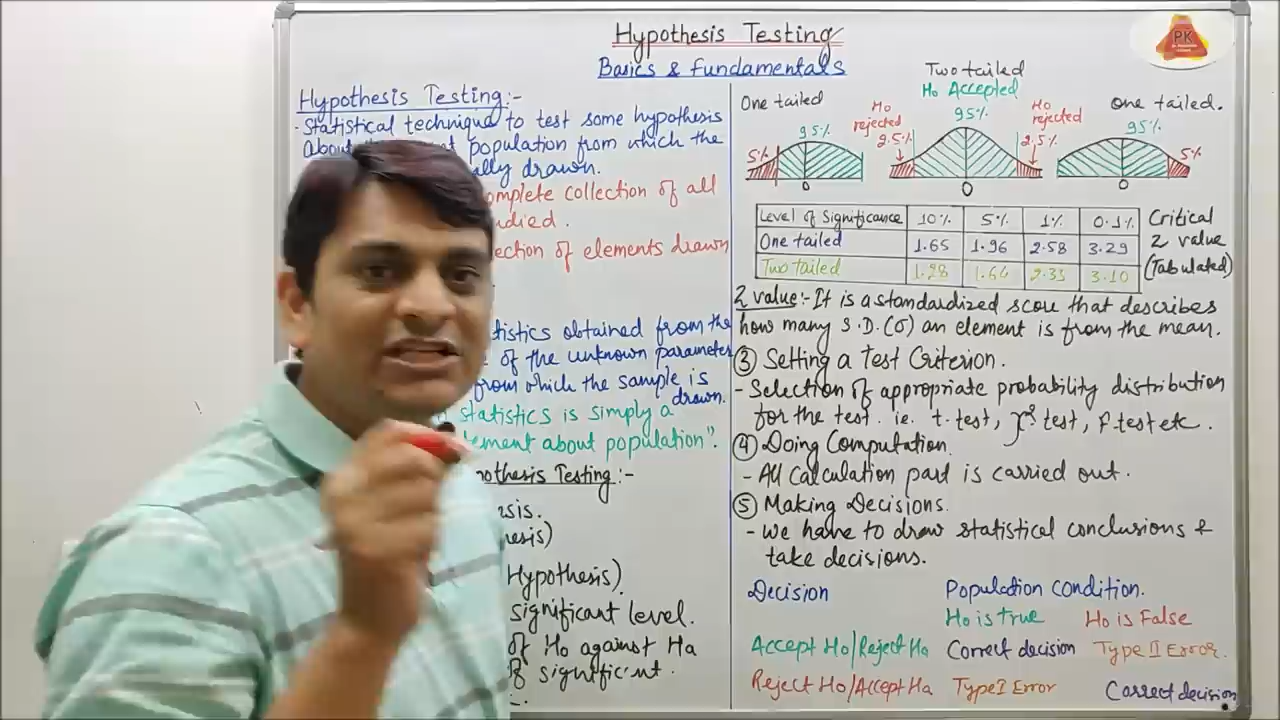 Hypothesis Testing
Basics & Fundamentals
PK
Hypothesis Testing:-
- Statistical technique to test some hypothesis
about population from which the
ally drawn.
omplete collection of all
udied.
ection of elements drawn
tistics obtained from the
of the unknown parameter
from which the sample is
drawn.
statistics is simply a
tement about population".
pothesis Testing:-
sis.
hesis)
Hypothesis).
significant level.
of Ho against Ha
of significant.
One tailed
5%
95%
0
Two tailed
Ho Accepted
95%
Ho
rejected
2.5%
Ho
rejected
2.5%
0
One tailed.
95%
5%
0
Level of Significance 10% 5% 1% 0.1%
One tailed 1.65 1.96 2.58 3.29
Two tailed 1.28 1.64 2.33 3.10
Critical
Z value
(Tabulated)
Z value:- It is a standardized score that describes
how many S.D.(σ) an element is from the mean.
③ Setting a Test Criterion.
- Selection of appropriate probability distribution
for the test. ie. t-test, χ² test, F test etc.
④ Doing Computation.
- All Calculation part is carried out.
⑤ Making Decisions.
- We have to draw statistical conclusions &
take decisions.
Decision Population condition.
Ho is true Ho is False
Accept Ho/Reject Ha Correct decision Type II Error.
Reject Ho/Accept Ha Type I Error Correct decision